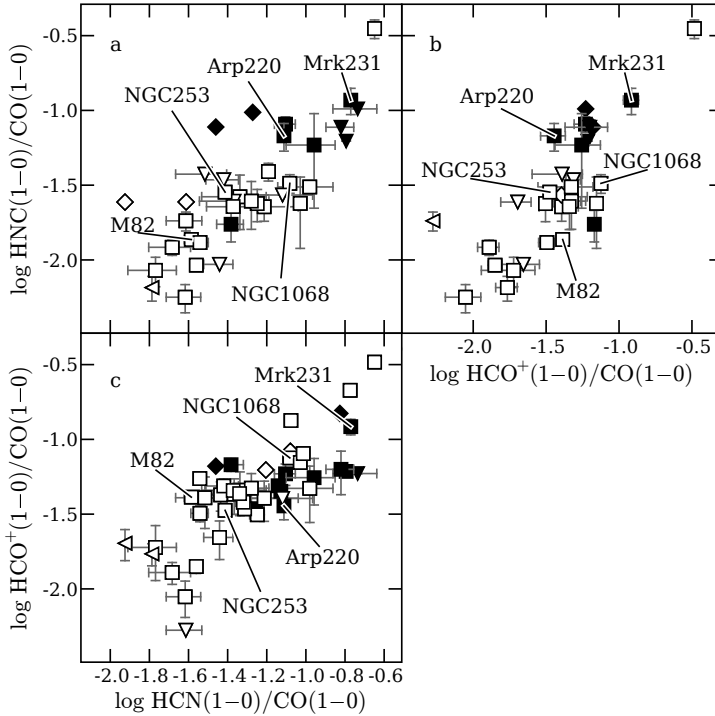 a
b
Mrk231
Arp220
NGC253
M82
NGC1068
-0.5
-1.0
-1.5
-2.0
log HNC(1−0)/CO(1−0)
Mrk231
Arp220
NGC253
NGC1068
M82
-2.0 -1.5 -1.0 -0.5
log HCO+(1−0)/CO(1−0)
c
Mrk231
NGC1068
M82
Arp220
NGC253
-0.5
-1.0
-1.5
-2.0
log HCO+(1−0)/CO(1−0)
-2.0 -1.8 -1.6 -1.4 -1.2 -1.0 -0.8 -0.6
log HCN(1−0)/CO(1−0)